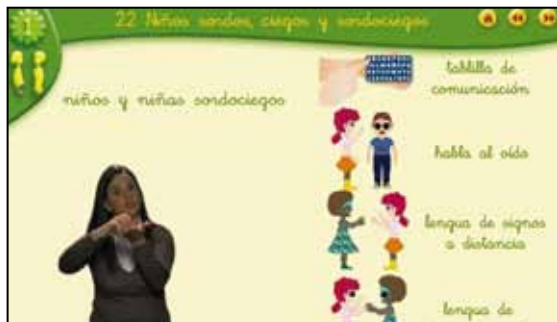 1
22 Niños sordos, ciegos y sordociegos
niños y niñas sordociegos
tablilla de
comunicación
habla al oído
lengua de signos
a distancia
lengua de